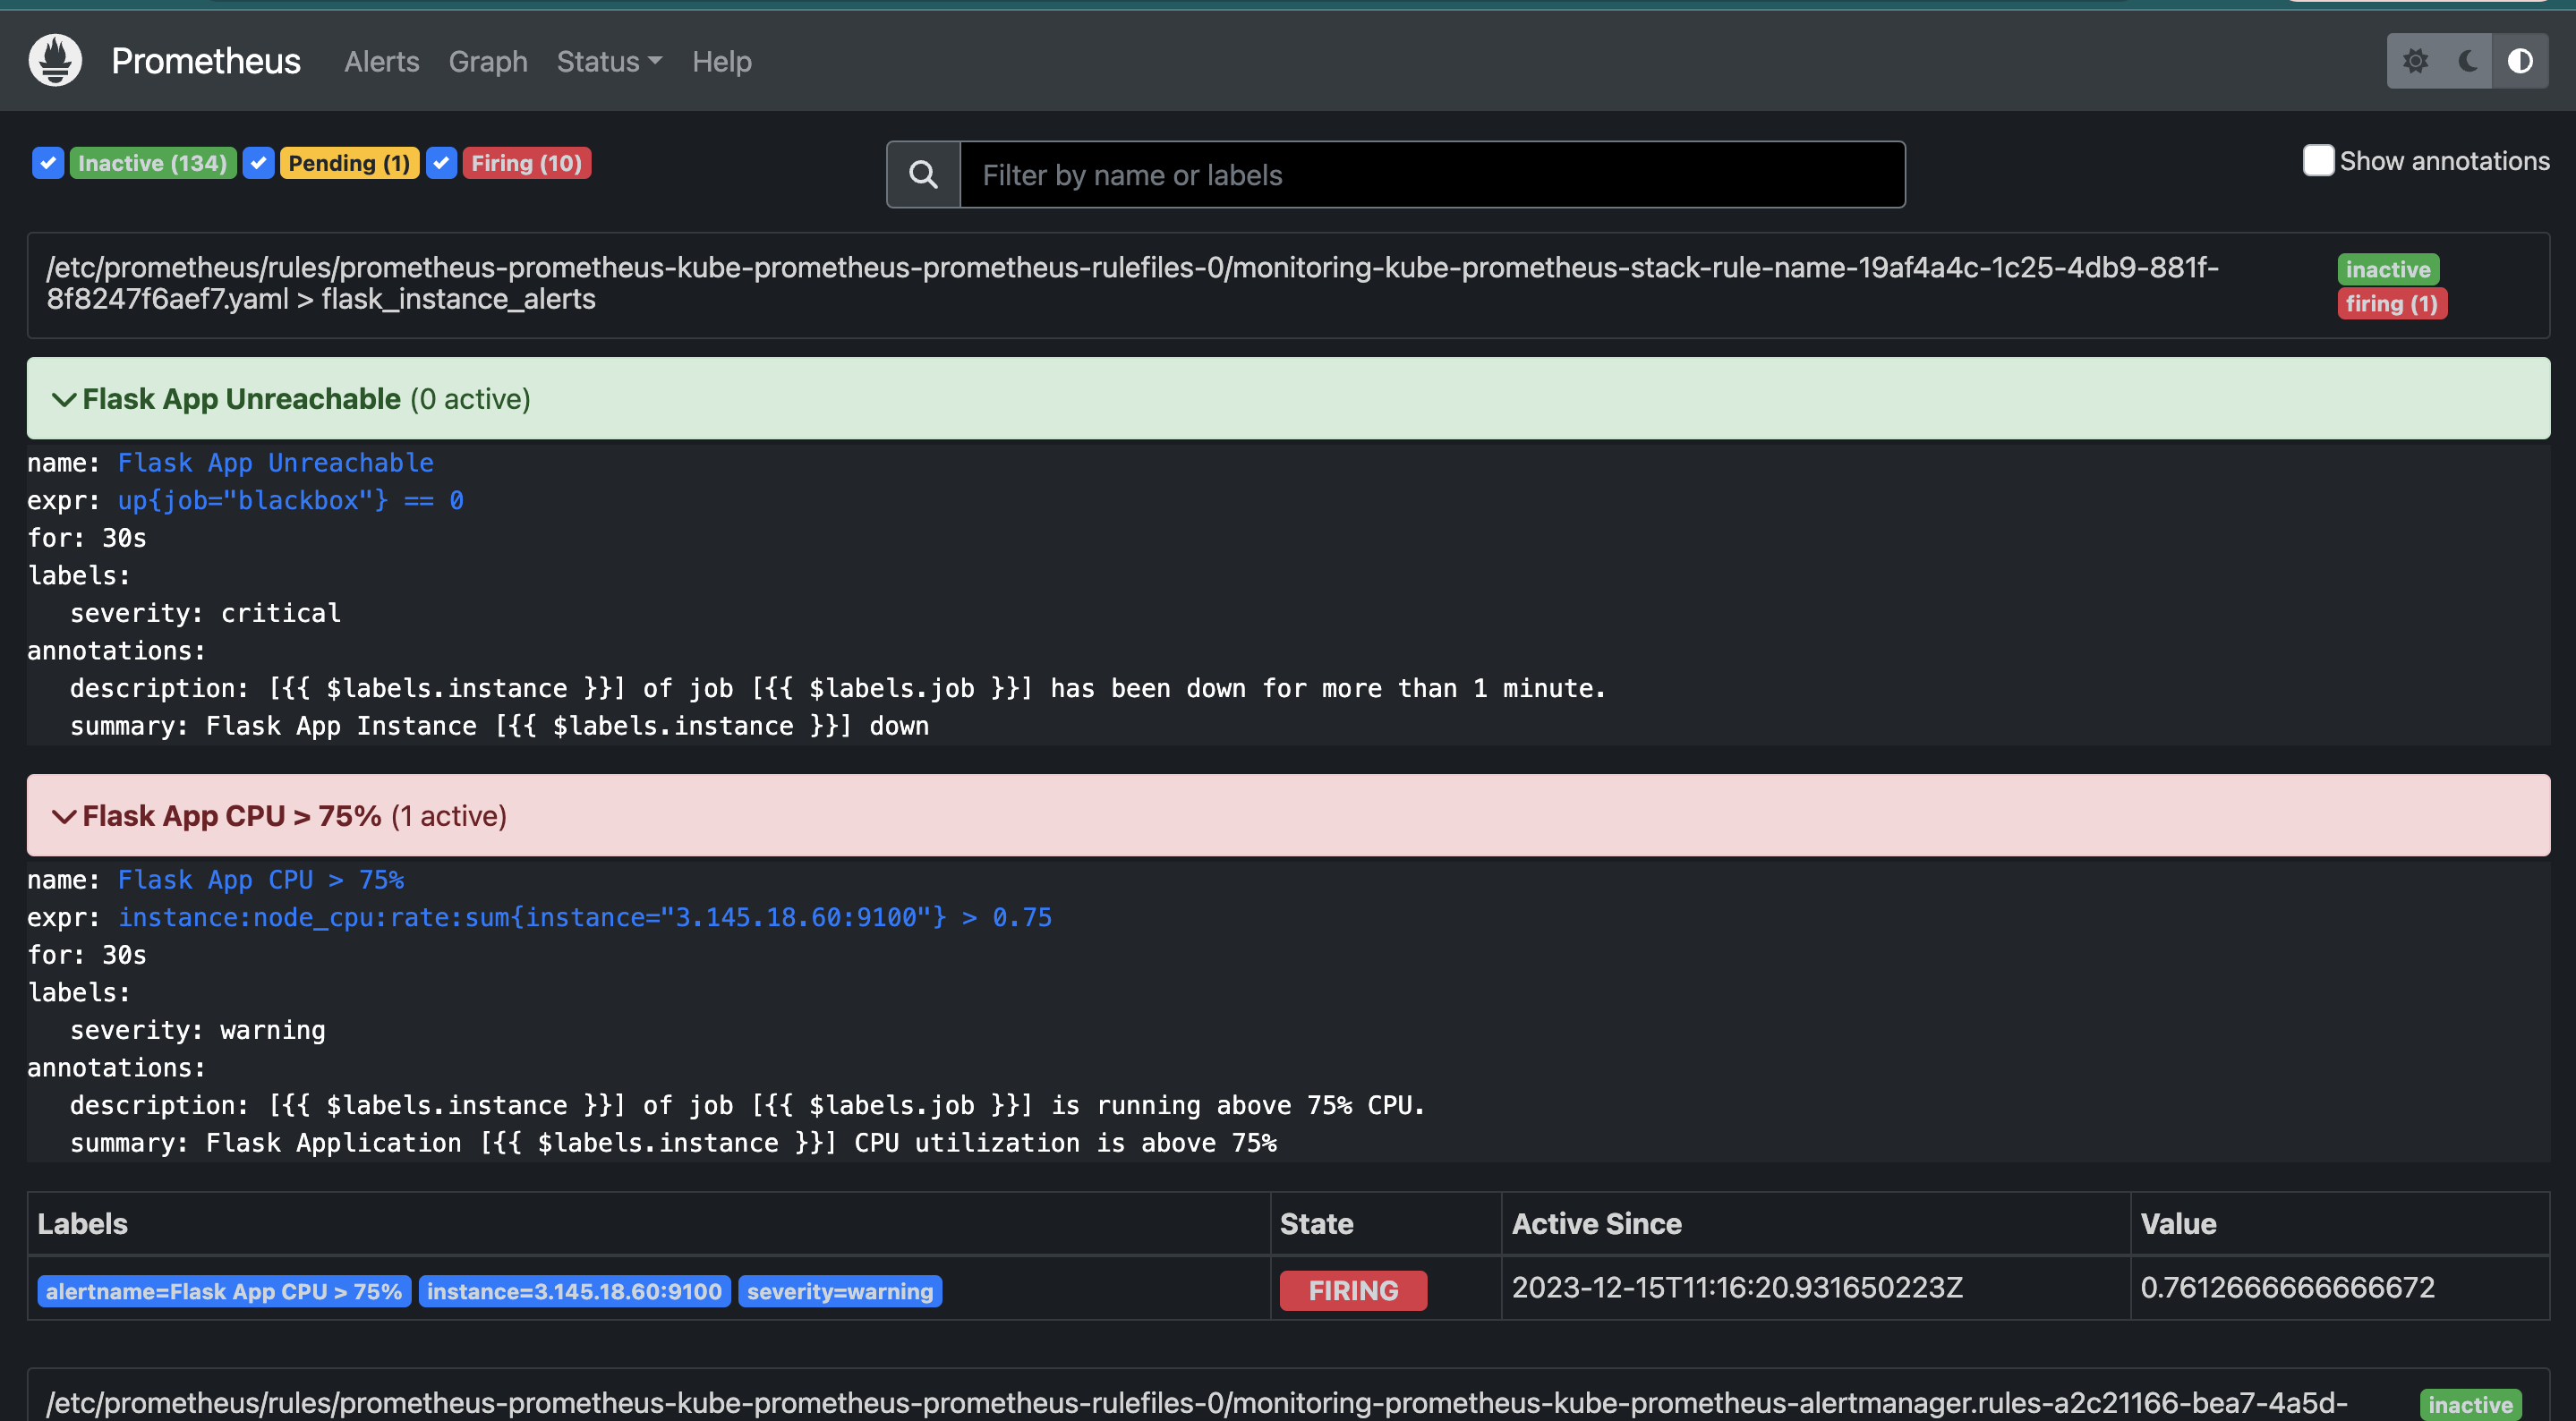 Prometheus Alerts Graph Status Help
Inactive (134) Pending (1) Firing (10) Filter by name or labels Show annotations
/etc/prometheus/rules/prometheus-prometheus-kube-prometheus-prometheus-rulefiles-0/monitoring-kube-prometheus-stack-rule-name-19af4a4c-1c25-4db9-881f-
8f8247f6aef7.yaml > flask_instance_alerts
inactive
firing (1)
Flask App Unreachable (0 active)
name: Flask App Unreachable
expr: up{job="blackbox"} == 0
for: 30s
labels:
severity: critical
annotations:
description: [{{ $labels.instance }}] of job [{{ $labels.job }}] has been down for more than 1 minute.
summary: Flask App Instance [{{ $labels.instance }}] down
Flask App CPU > 75% (1 active)
name: Flask App CPU > 75%
expr: instance:node_cpu:rate:sum{instance="3.145.18.60:9100"} > 0.75
for: 30s
labels:
severity: warning
annotations:
description: [{{ $labels.instance }}] of job [{{ $labels.job }}] is running above 75% CPU.
summary: Flask Application [{{ $labels.instance }}] CPU utilization is above 75%
Labels State Active Since Value
alertname=Flask App CPU > 75% instance=3.145.18.60:9100 severity=warning FIRING 2023-12-15T11:16:20.931650223Z 0.7612666666666672
/etc/prometheus/rules/prometheus-prometheus-kube-prometheus-prometheus-rulefiles-0/monitoring-prometheus-kube-prometheus-alertmanager.rules-a2c21166-bea7-4a5d-
inactive